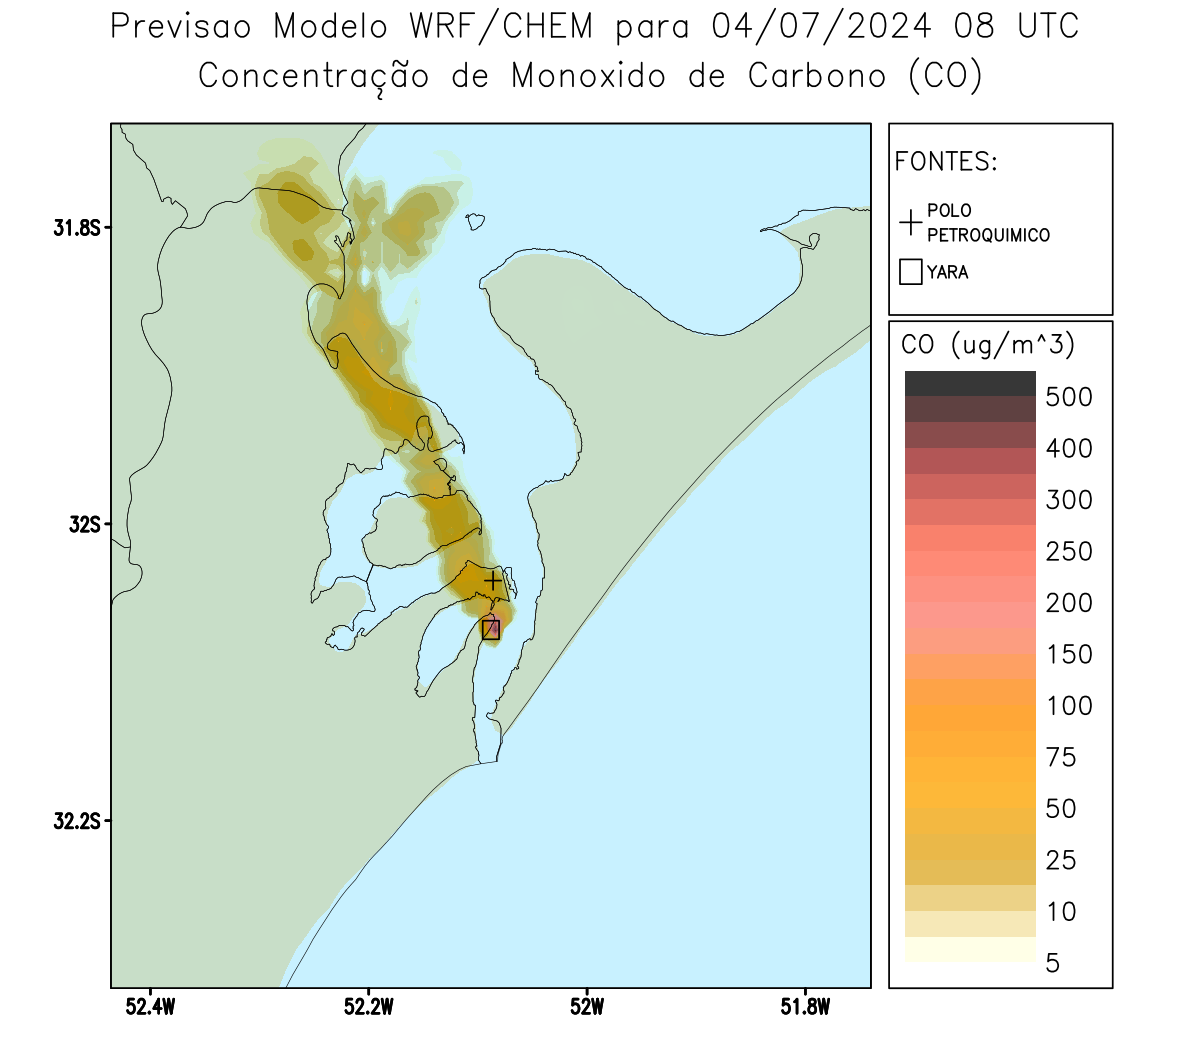 Previsao Modelo WRF/CHEM para 04/07/2024 08 UTC
Concentração de Monoxido de Carbono (CO)
FONTES:
POLO
PETROQUIMICO
YARA
CO (ug/m^3)
500
400
300
250
200
150
100
75
50
25
10
5
31.8S
32S
32.2S
52.4W
52.2W
52W
51.8W